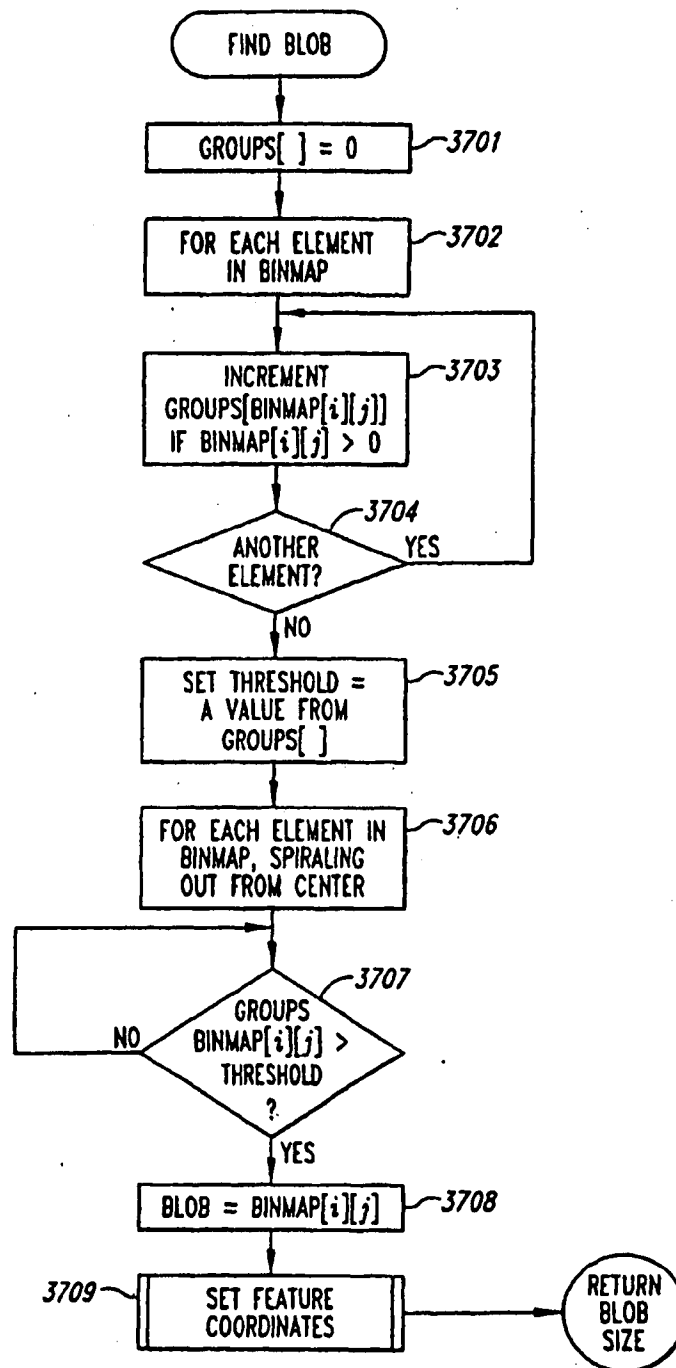 FIND BLOB
GROUPS[ ] = 0
3701
FOR EACH ELEMENT
IN BINMAP
3702
INCREMENT
GROUPS[BINMAP[i][j]]
IF BINMAP[i][j] > 0
3703
3704
ANOTHER
ELEMENT?
YES
NO
SET THRESHOLD =
A VALUE FROM
GROUPS[ ]
3705
FOR EACH ELEMENT IN
BINMAP, SPIRALING
OUT FROM CENTER
3706
3707
GROUPS
BINMAP[i][j] >
THRESHOLD
?
NO
YES
BLOB = BINMAP[i][j]
3708
3709
SET FEATURE
COORDINATES
RETURN
BLOB
SIZE